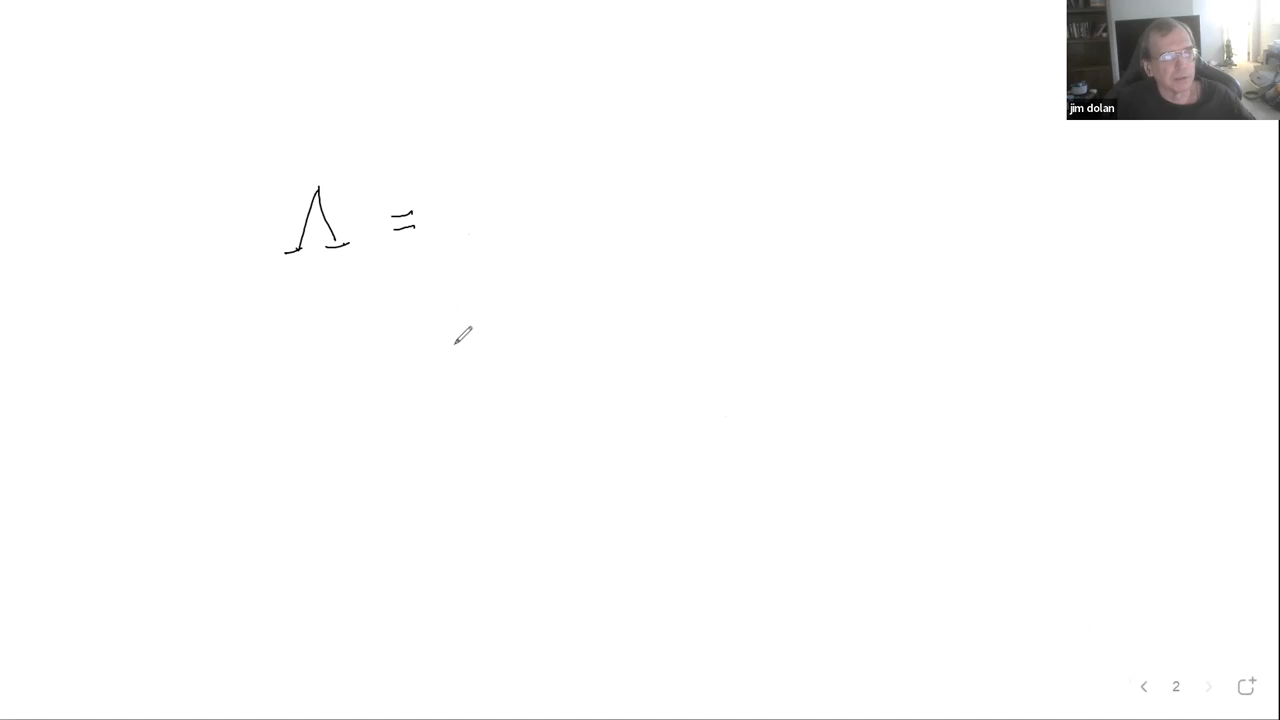 jim dolan
Λ =
2